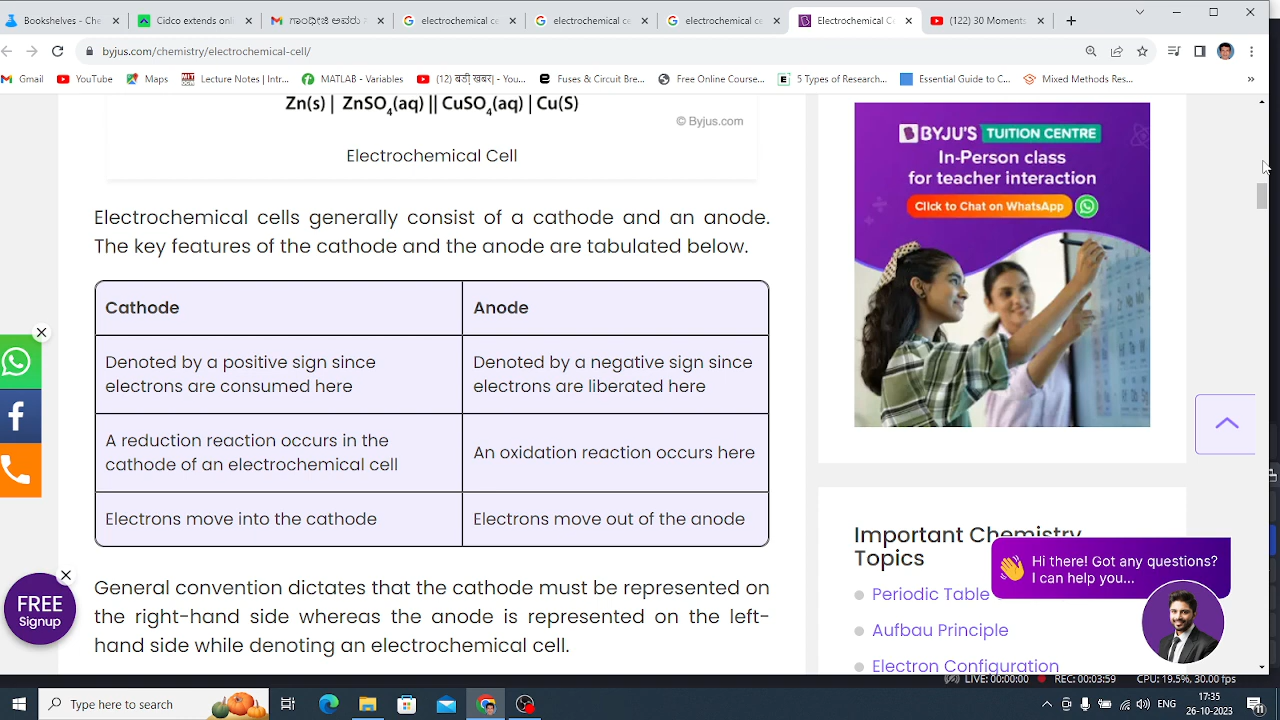 Bookshelves - Che
Cidco extends onli
Electrochemical ce
electrochemical ce
electrochemical ce
Electrochemical C
(122) 30 Moments
byjus.com/chemistry/electrochemical-cell/
Gmail
YouTube
Maps
Lecture Notes | Intr...
MATLAB - Variables
(12) बड़ी खबर| - You...
Fuses & Circuit Bre...
Free Online Course...
5 Types of Research...
Essential Guide to C...
Mixed Methods Res...
»
Zn(s) | ZnSO4(aq) || CuSO4(aq) | Cu(S)
© Byjus.com
Electrochemical Cell
Electrochemical cells generally consist of a cathode and an anode.
The key features of the cathode and the anode are tabulated below.
Cathode
Anode
Denoted by a positive sign since
electrons are consumed here
Denoted by a negative sign since
electrons are liberated here
A reduction reaction occurs in the
cathode of an electrochemical cell
An oxidation reaction occurs here
Electrons move into the cathode
Electrons move out of the anode
General convention dictates that the cathode must be represented on
the right-hand side whereas the anode is represented on the left-
hand side while denoting an electrochemical cell.
BYJU'S TUITION CENTRE
In-Person class
for teacher interaction
Click to Chat on WhatsApp
Important Chemistry
Topics
Periodic Table
Aufbau Principle
Electron Configuration
Hi there! Got any questions?
I can help you...
FREE
Signup
LIVE: 00:00:00
REC: 00:03:59
CPU: 19.5%, 30.00 fps
Type here to search
ENG
17:35
26-10-2023
11